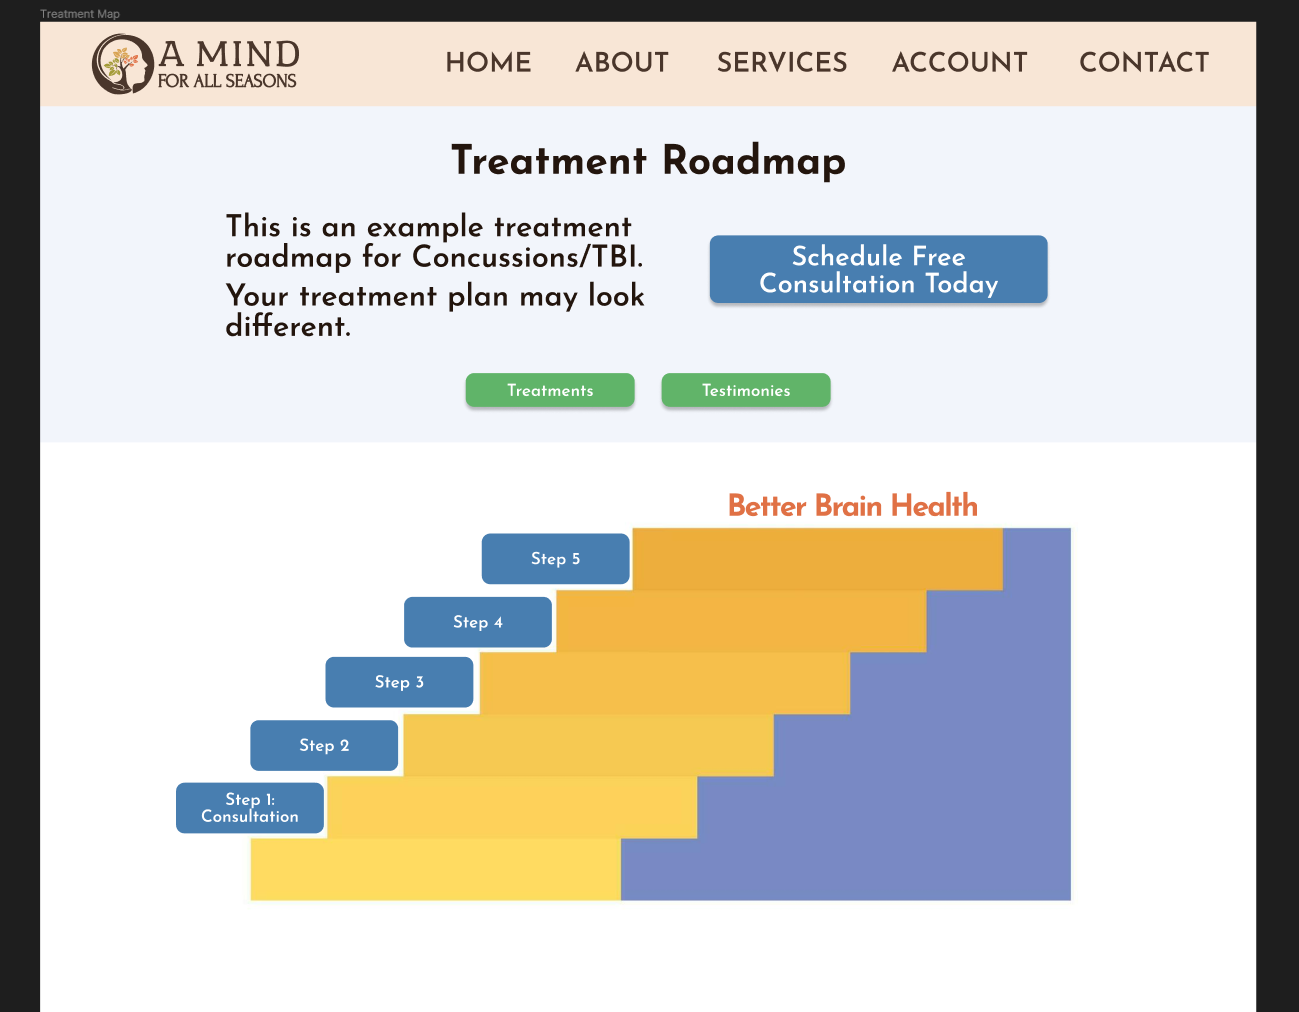 Treatment Map
A MIND
FOR ALL SEASONS
HOME ABOUT SERVICES ACCOUNT CONTACT
Treatment Roadmap
This is an example treatment
roadmap for Concussions/TBI.
Your treatment plan may look
different.
Schedule Free
Consultation Today
Treatments
Testimonies
Better Brain Health
Step 5
Step 4
Step 3
Step 2
Step 1:
Consultation